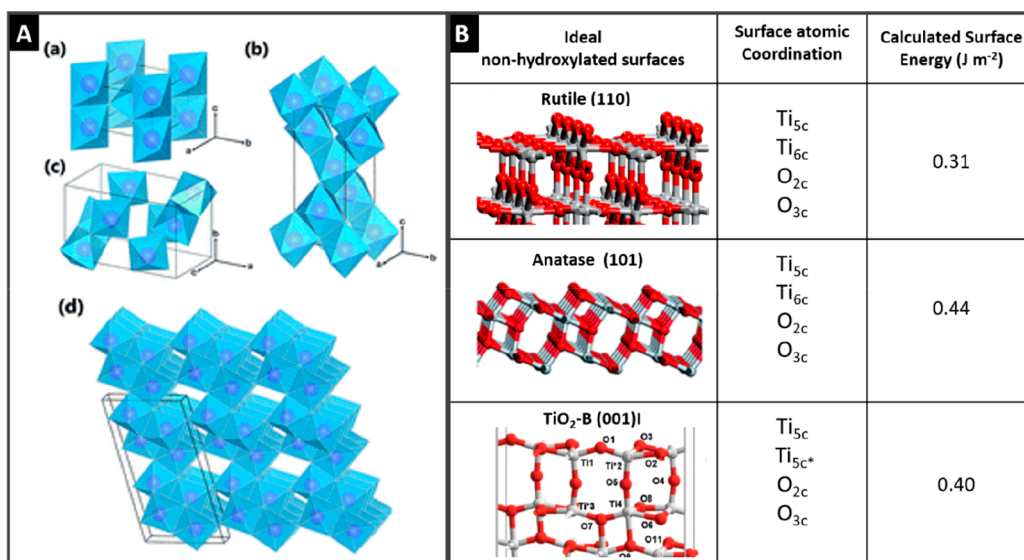 A
(a)
c
b
a
(b)
c
b
a
(c)
b
a
c
(d)
B
Ideal
non-hydroxylated surfaces
Surface atomic
Coordination
Calculated Surface
Energy (J m⁻²)
Rutile (110)
Ti5c
Ti6c
O2c
O3c
0.31
Anatase (101)
Ti5c
Ti6c
O2c
O3c
0.44
TiO₂-B (001)I
O1
O3
Ti1
Ti*2
O2
O5
O4
Ti*3
Ti4
O8
O7
O6
O11
O9
Ti5c
Ti5c*
O2c
O3c
0.40